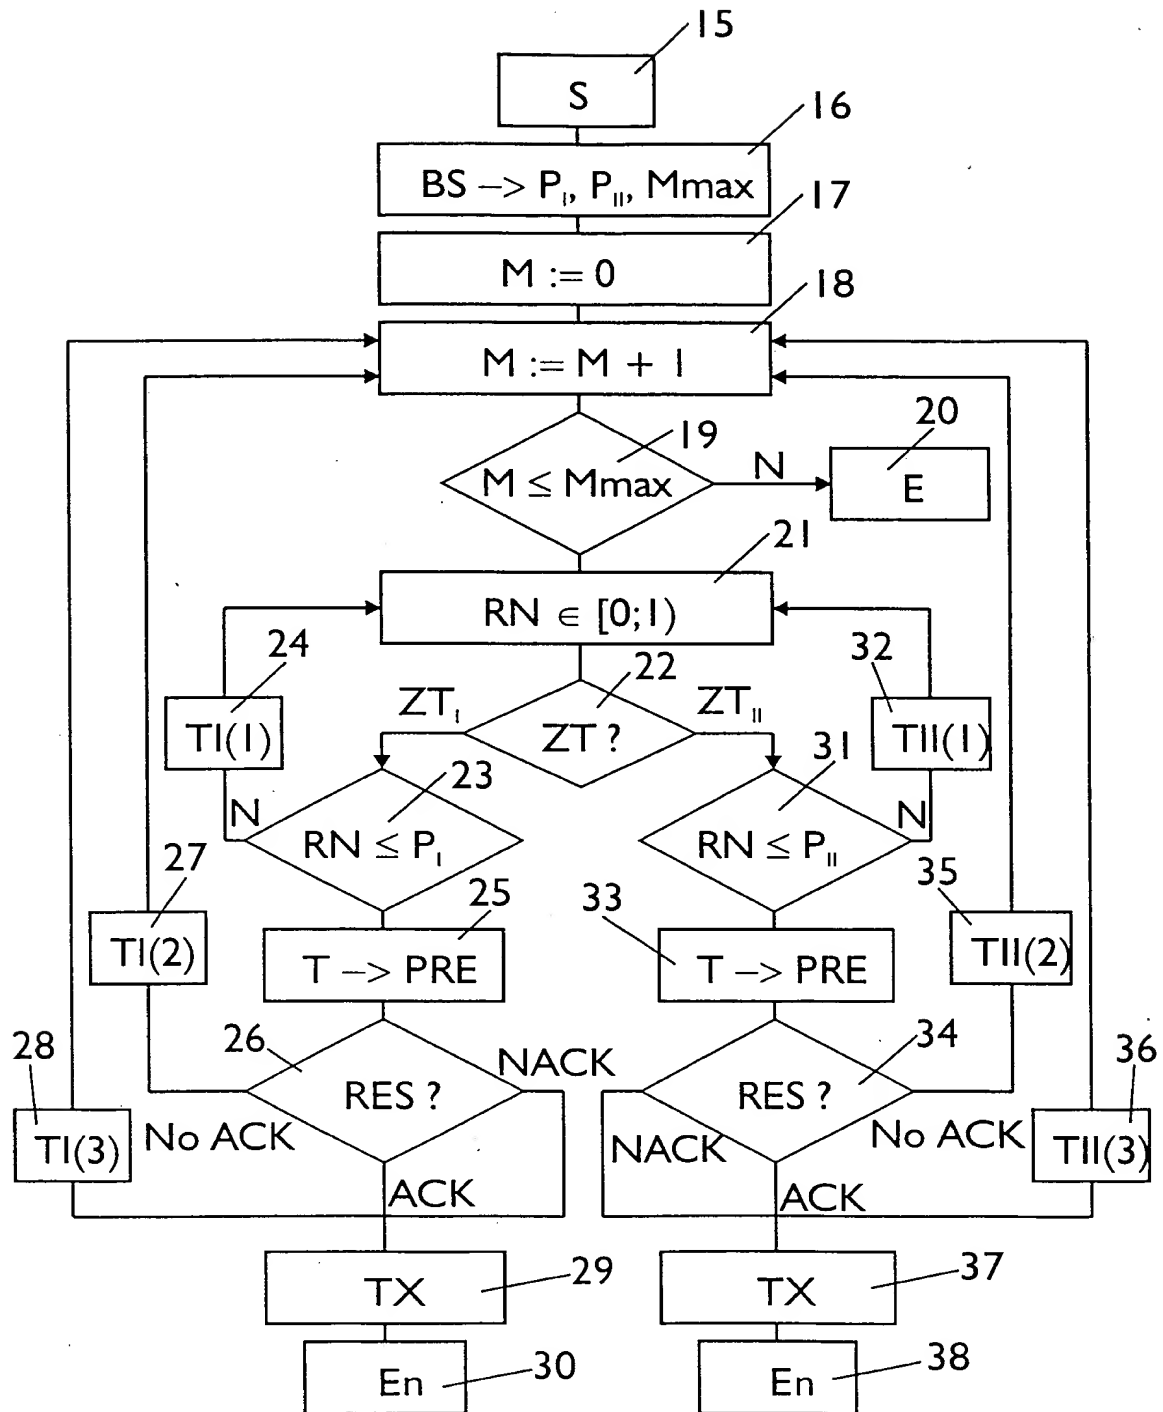 15
S
16
BS –> P_I, P_II, Mmax
17
M := 0
18
M := M + 1
19
M ≤ Mmax
N
20
E
21
RN ∈ [0;1)
24
TI(1)
22
ZT_I
ZT ?
ZT_II
32
TII(1)
23
N
RN ≤ P_I
31
RN ≤ P_II
N
27
TI(2)
25
T –> PRE
33
T –> PRE
35
TII(2)
28
TI(3)
26
RES ?
NACK
No ACK
ACK
34
RES ?
NACK
No ACK
ACK
36
TII(3)
TX
29
TX
37
En
30
En
38